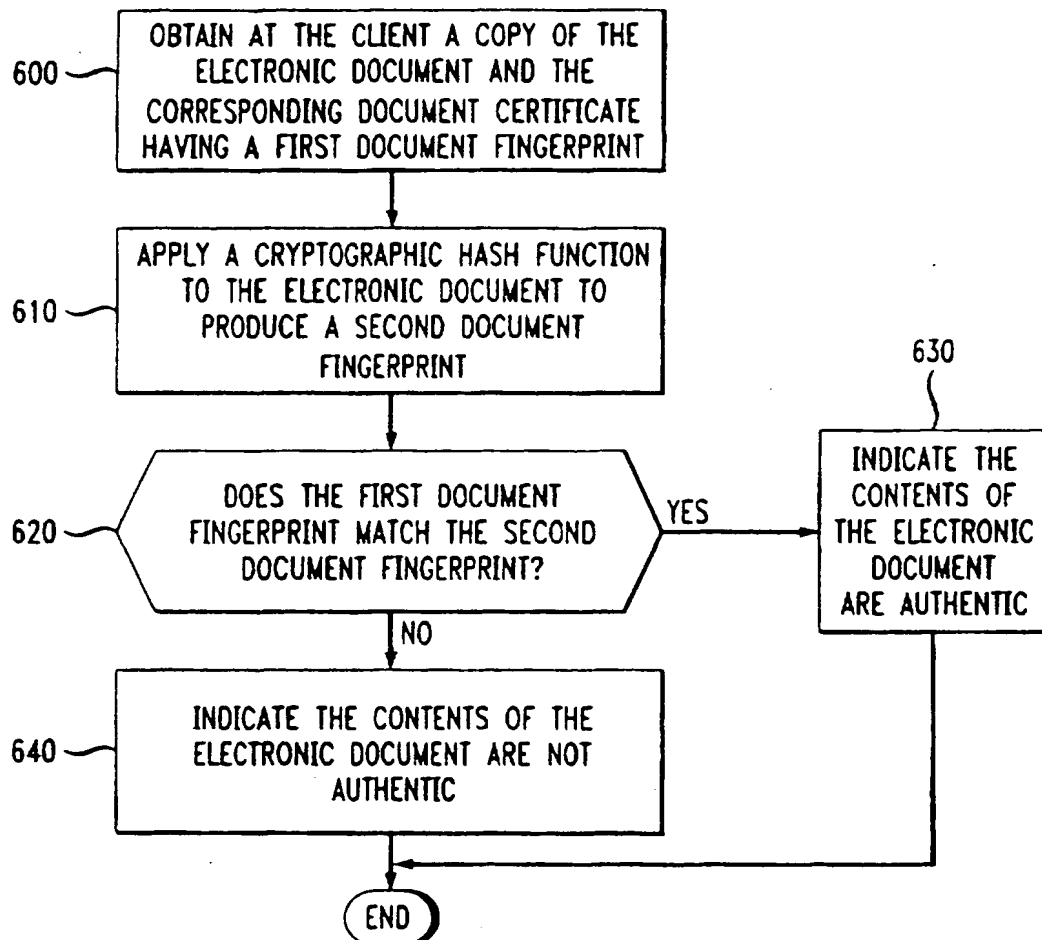 600
OBTAIN AT THE CLIENT A COPY OF THE
ELECTRONIC DOCUMENT AND THE
CORRESPONDING DOCUMENT CERTIFICATE
HAVING A FIRST DOCUMENT FINGERPRINT
610
APPLY A CRYPTOGRAPHIC HASH FUNCTION
TO THE ELECTRONIC DOCUMENT TO
PRODUCE A SECOND DOCUMENT
FINGERPRINT
620
DOES THE FIRST DOCUMENT
FINGERPRINT MATCH THE SECOND
DOCUMENT FINGERPRINT?
YES
630
INDICATE THE
CONTENTS OF
THE ELECTRONIC
DOCUMENT
ARE AUTHENTIC
NO
640
INDICATE THE CONTENTS OF THE
ELECTRONIC DOCUMENT ARE NOT
AUTHENTIC
END